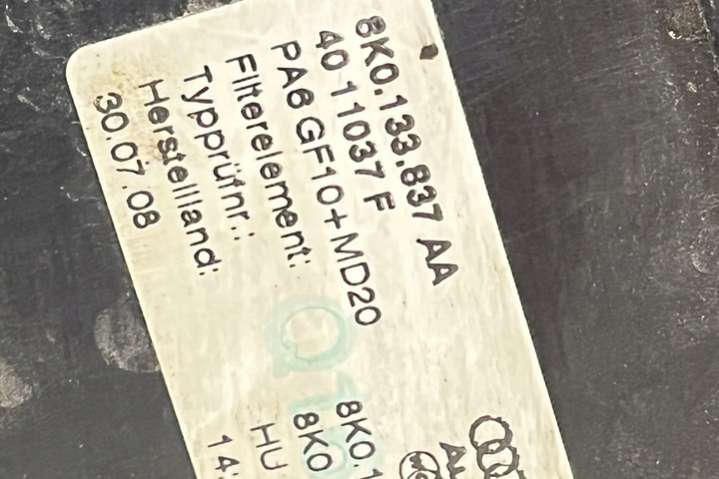 8K0.133.837 AA
40 11037 F
PA6 GF10+MD20
Filterelement: 8K0.1
Typprüfnr.: 8K0
Herstellland: HU
30.07.08 14: